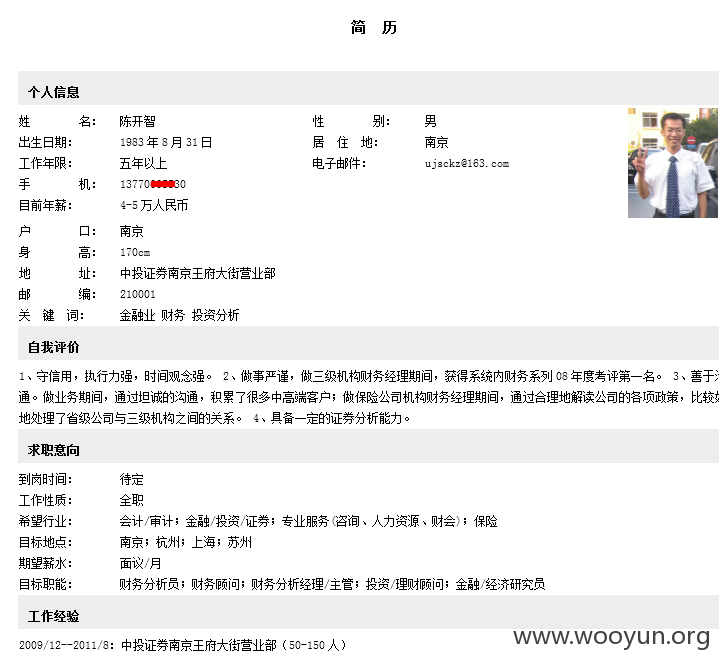 简 历
个人信息
姓 名: 陈开智 性 别: 男
出生日期: 1983 年 8 月 31 日 居 住 地: 南京
工作年限: 五年以上 电子邮件: ujsckz@163.com
手 机: 13770 30
目前年薪: 4-5 万人民币
户 口: 南京
身 高: 170cm
地 址: 中投证券南京王府大街营业部
邮 编: 210001
关 键 词: 金融业 财务 投资分析
自我评价
1、守信用，执行力强，时间观念强。 2、做事严谨，做三级机构财务经理期间，获得系统内财务系列 08 年度考评第一名。 3、善于
通。做业务期间，通过坦诚的沟通，积累了很多中高端客户；做保险公司机构财务经理期间，通过合理地解读公司的各项政策，比较
地处理了省级公司与三级机构之间的关系。 4、具备一定的证券分析能力。
求职意向
到岗时间: 待定
工作性质: 全职
希望行业: 会计/审计；金融/投资/证券；专业服务(咨询、人力资源、财会)；保险
目标地点: 南京；杭州；上海；苏州
期望薪水: 面议/月
目标职能: 财务分析员；财务顾问；财务分析经理/主管；投资/理财顾问；金融/经济研究员
工作经验
2009/12--2011/8: 中投证券南京王府大街营业部（50-150 人）
www.wooyun.org